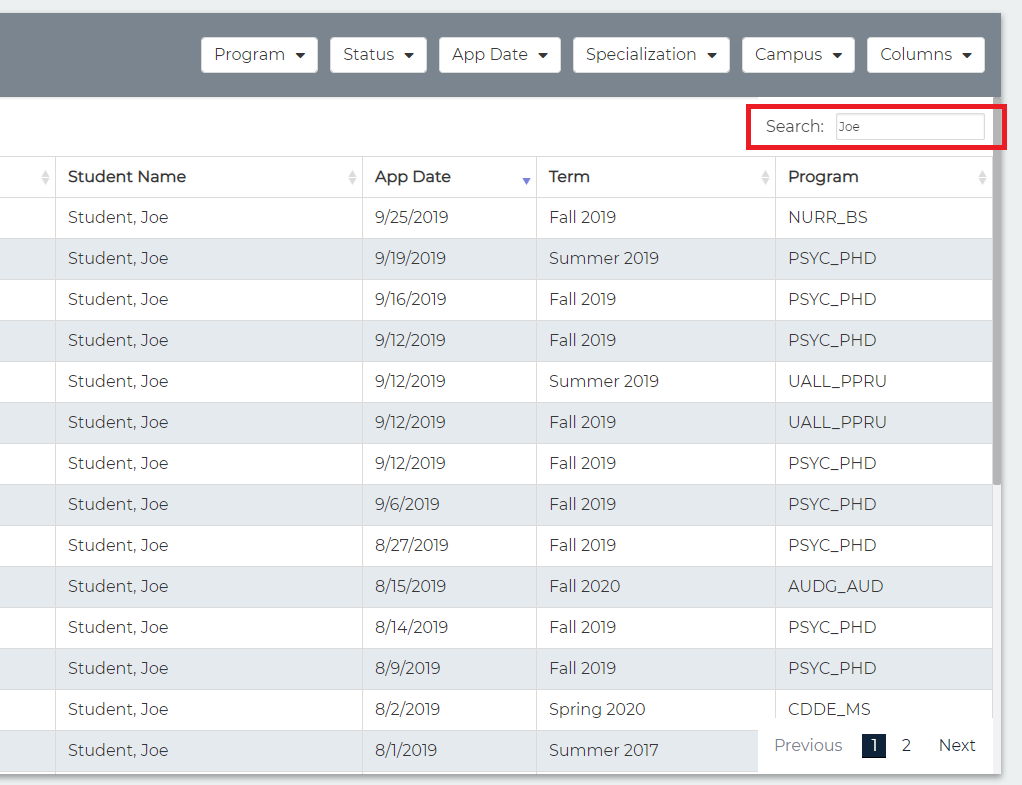 Program Status App Date Specialization Campus Columns
Search: Joe
Student Name App Date Term Program
Student, Joe 9/25/2019 Fall 2019 NURR_BS
Student, Joe 9/19/2019 Summer 2019 PSYC_PHD
Student, Joe 9/16/2019 Fall 2019 PSYC_PHD
Student, Joe 9/12/2019 Fall 2019 PSYC_PHD
Student, Joe 9/12/2019 Summer 2019 UALL_PPRU
Student, Joe 9/12/2019 Fall 2019 UALL_PPRU
Student, Joe 9/12/2019 Fall 2019 PSYC_PHD
Student, Joe 9/6/2019 Fall 2019 PSYC_PHD
Student, Joe 8/27/2019 Fall 2019 PSYC_PHD
Student, Joe 8/15/2019 Fall 2020 AUDG_AUD
Student, Joe 8/14/2019 Fall 2019 PSYC_PHD
Student, Joe 8/9/2019 Fall 2019 PSYC_PHD
Student, Joe 8/2/2019 Spring 2020 CDDE_MS
Student, Joe 8/1/2019 Summer 2017
Previous 1 2 Next